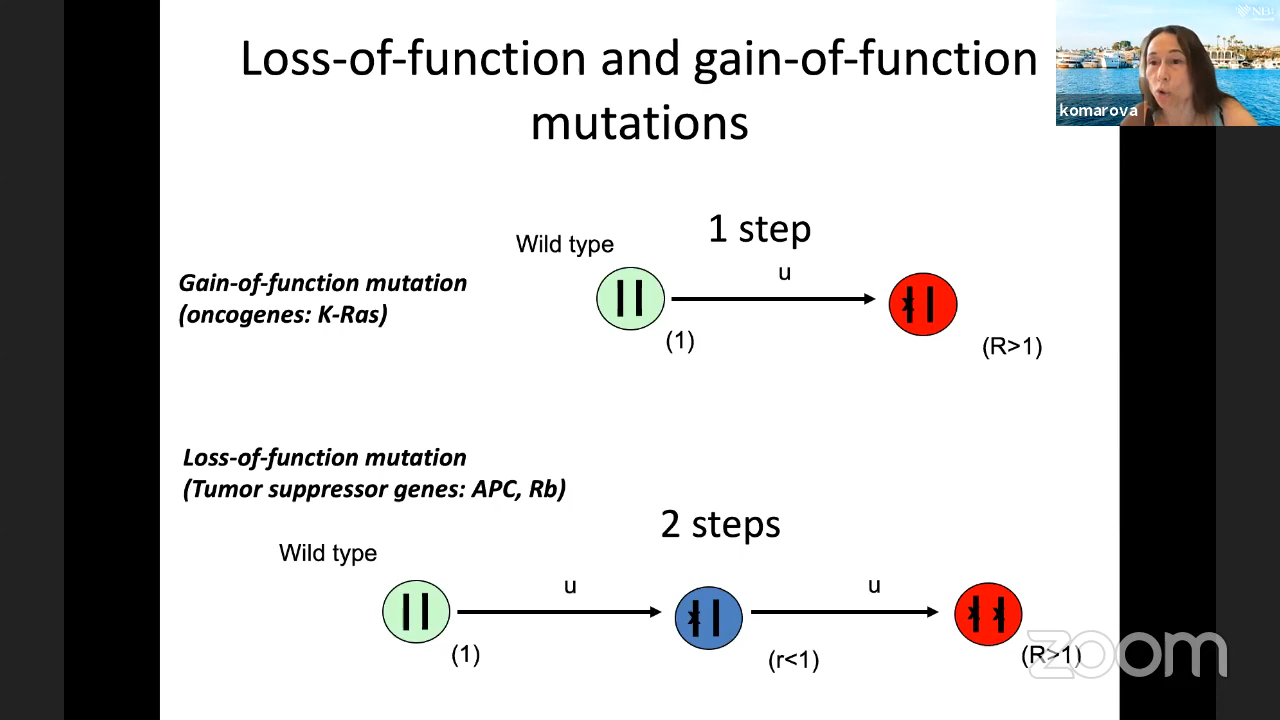 Loss-of-function and gain-of-function
mutations
komarova
Wild type
1 step
u
Gain-of-function mutation
(oncogenes: K-Ras)
(1)
(R>1)
Loss-of-function mutation
(Tumor suppressor genes: APC, Rb)
2 steps
Wild type
u
u
(1)
(r<1)
(R>1)
zoom